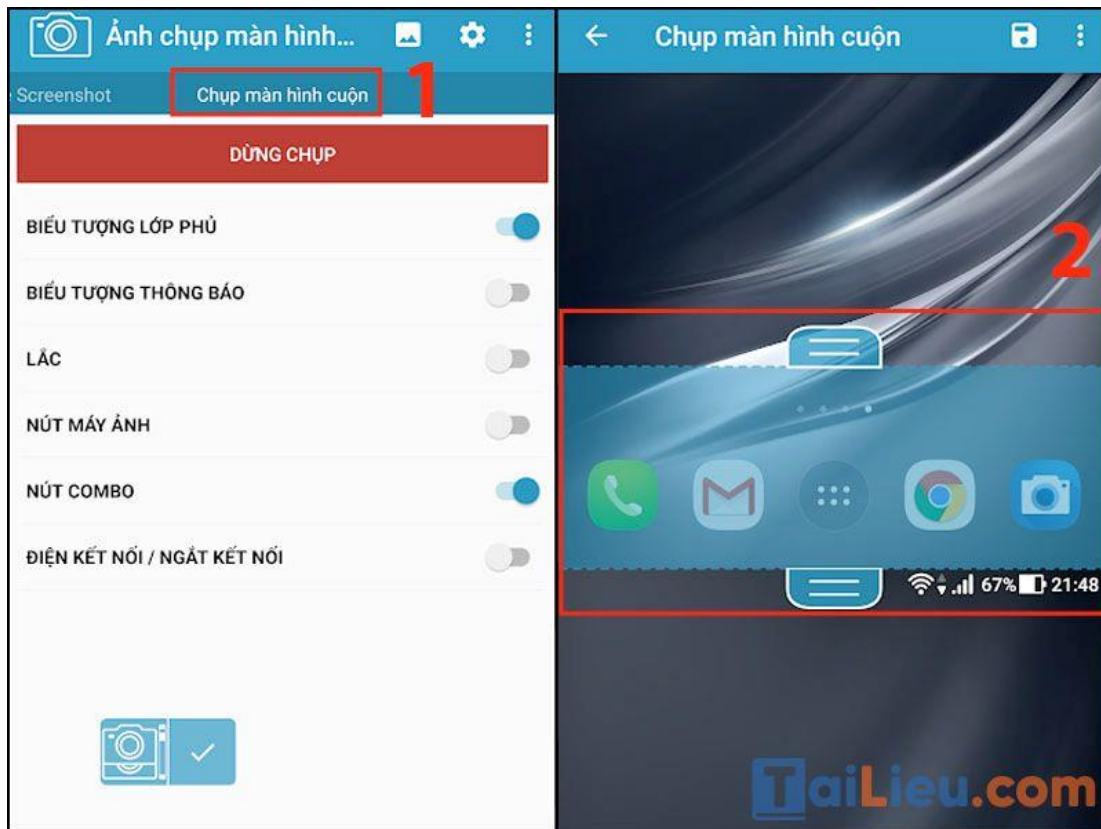 Ảnh chụp màn hình...
Screenshot
Chụp màn hình cuộn
1
DỪNG CHỤP
BIỂU TƯỢNG LỚP PHỦ
BIỂU TƯỢNG THÔNG BÁO
LẮC
NÚT MÁY ẢNH
NÚT COMBO
ĐIỆN KẾT NỐI / NGẮT KẾT NỐI
Chụp màn hình cuộn
2
67% 21:48
TaiLieu.com